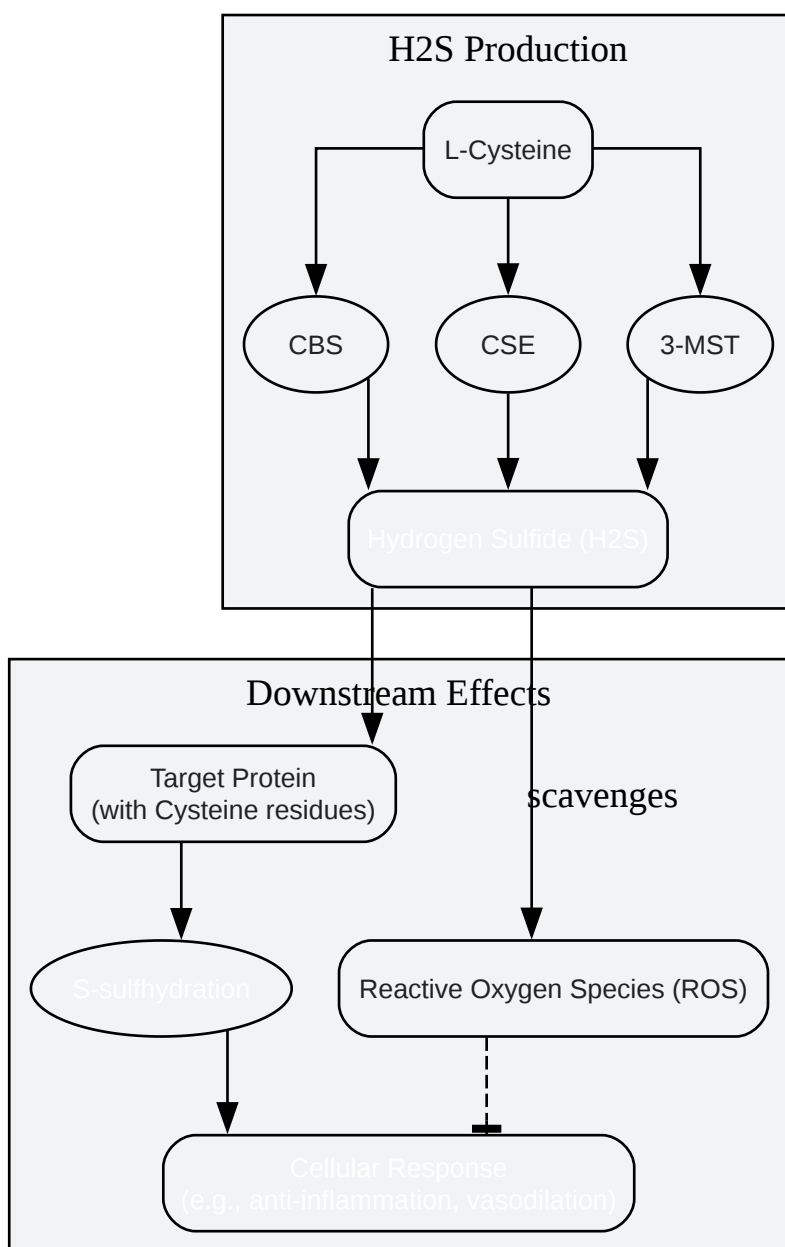 H2S Production
L-Cysteine
CBS
CSE
3-MST
Hydrogen Sulfide (H2S)
Downstream Effects
Target Protein
(with Cysteine residues)
scavenges
S-sulfhydration
Reactive Oxygen Species (ROS)
Cellular Response
(e.g., anti-inflammation, vasodilation)